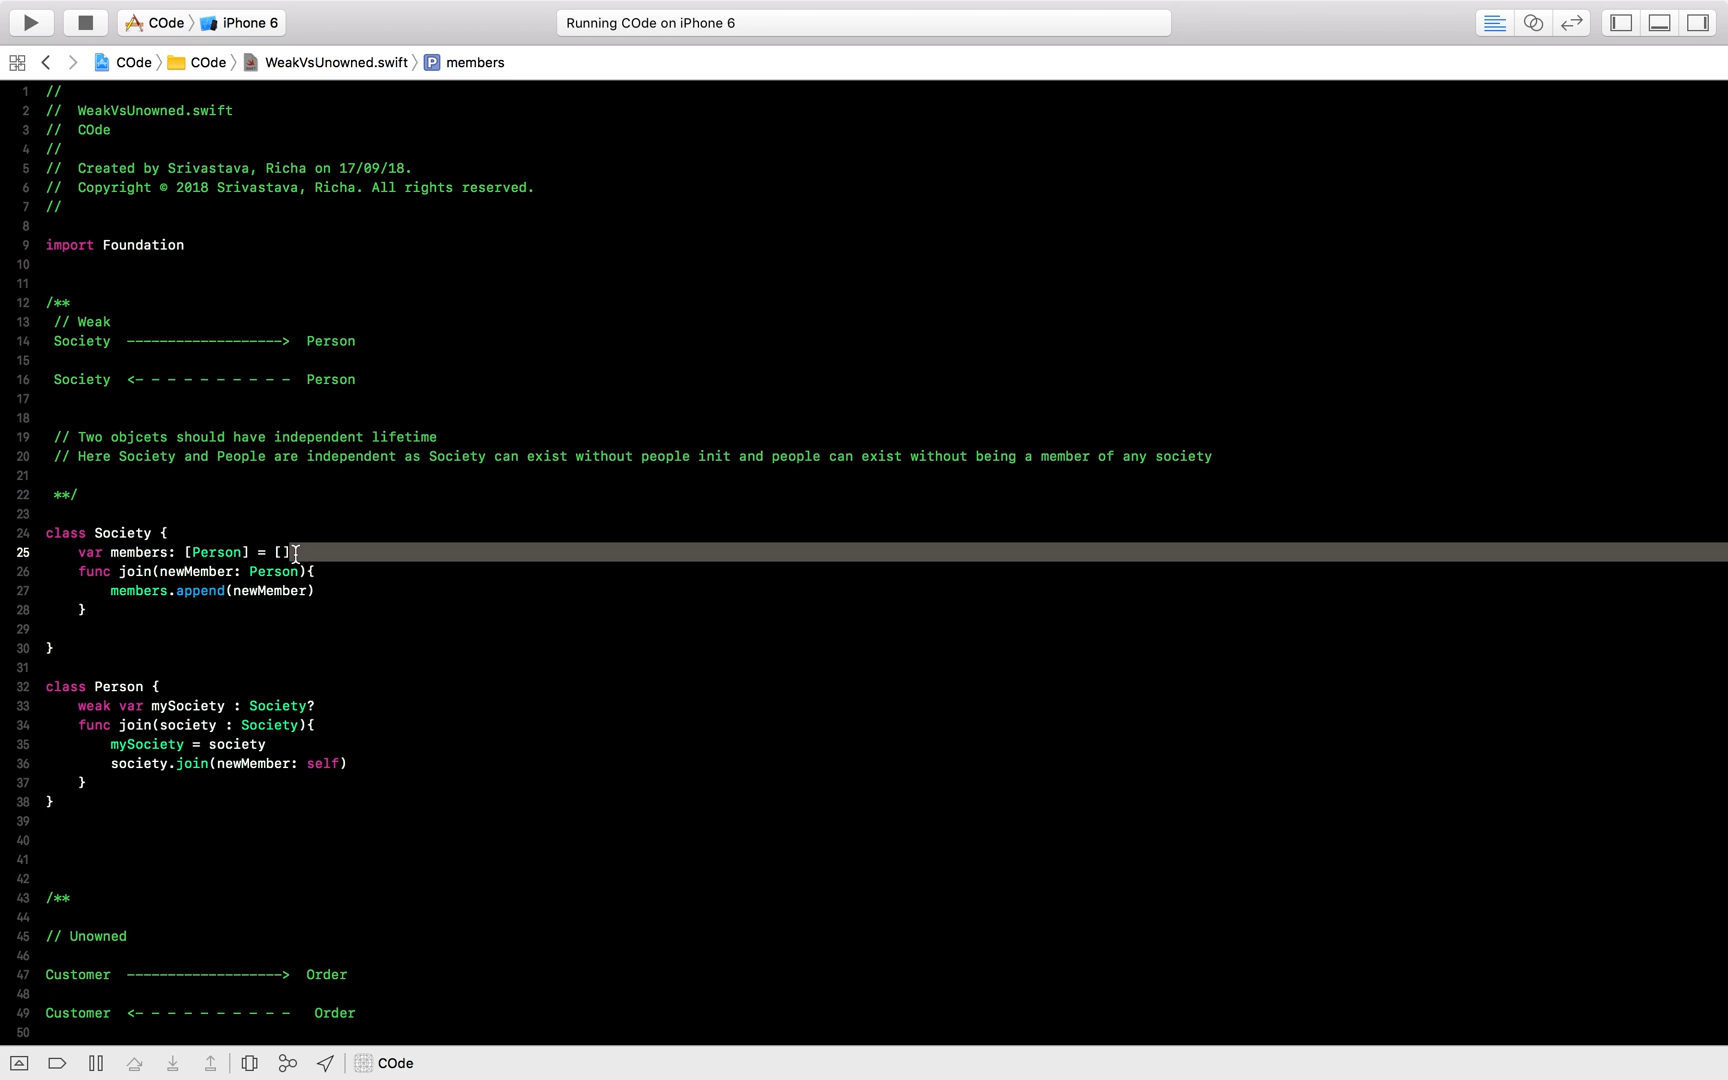 COde iPhone 6
Running COde on iPhone 6
COde COde WeakVsUnowned.swift P members
1 //
2 // WeakVsUnowned.swift
3 // COde
4 //
5 // Created by Srivastava, Richa on 17/09/18.
6 // Copyright © 2018 Srivastava, Richa. All rights reserved.
7 //
8
9 import Foundation
10
11
12 /**
13 // Weak
14 Society -------------------> Person
15
16 Society <- - - - - - - - - - Person
17
18
19 // Two objcets should have independent lifetime
20 // Here Society and People are independent as Society can exist without people init and people can exist without being a member of any society
21
22 **/
23
24 class Society {
25 var members: [Person] = []
26 func join(newMember: Person){
27 members.append(newMember)
28 }
29
30 }
31
32 class Person {
33 weak var mySociety : Society?
34 func join(society : Society){
35 mySociety = society
36 society.join(newMember: self)
37 }
38 }
39
40
41
42
43 /**
44
45 // Unowned
46
47 Customer -------------------> Order
48
49 Customer <- - - - - - - - - - Order
50
COde